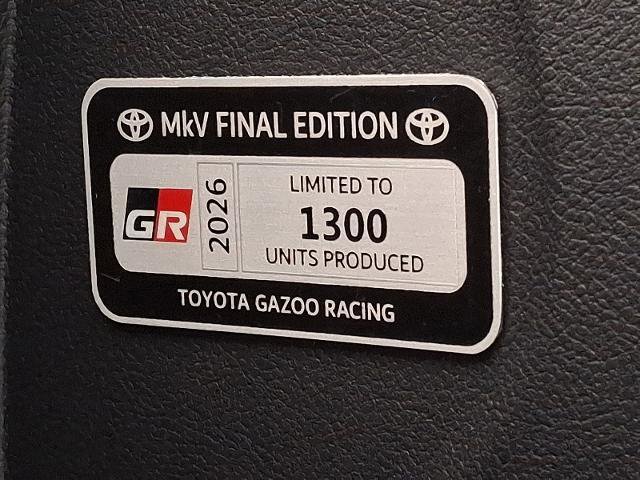 MkV FINAL EDITION
GR
2026
LIMITED TO
1300
UNITS PRODUCED
TOYOTA GAZOO RACING